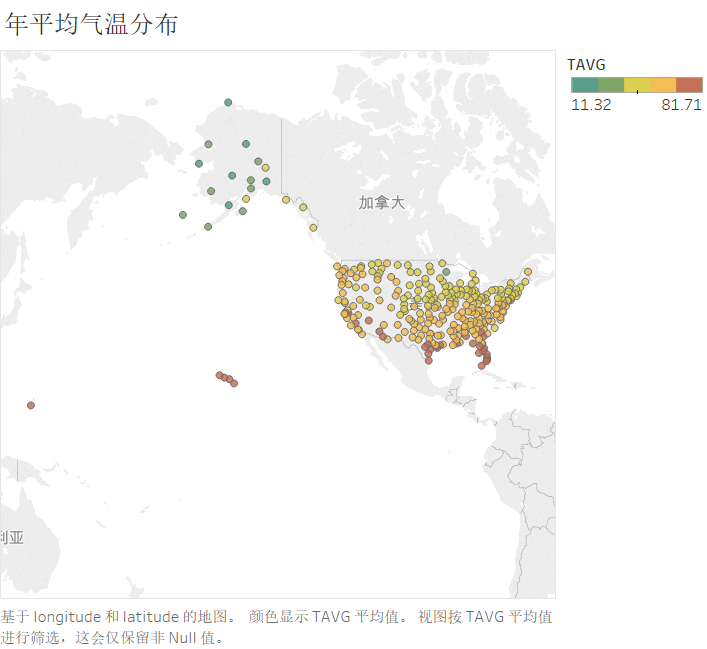 年平均气温分布
TAVG
11.32 81.71
加拿大
利亚
基于 longitude 和 latitude 的地图。 颜色显示 TAVG 平均值。 视图按 TAVG 平均值
进行筛选，这会仅保留非 Null 值。